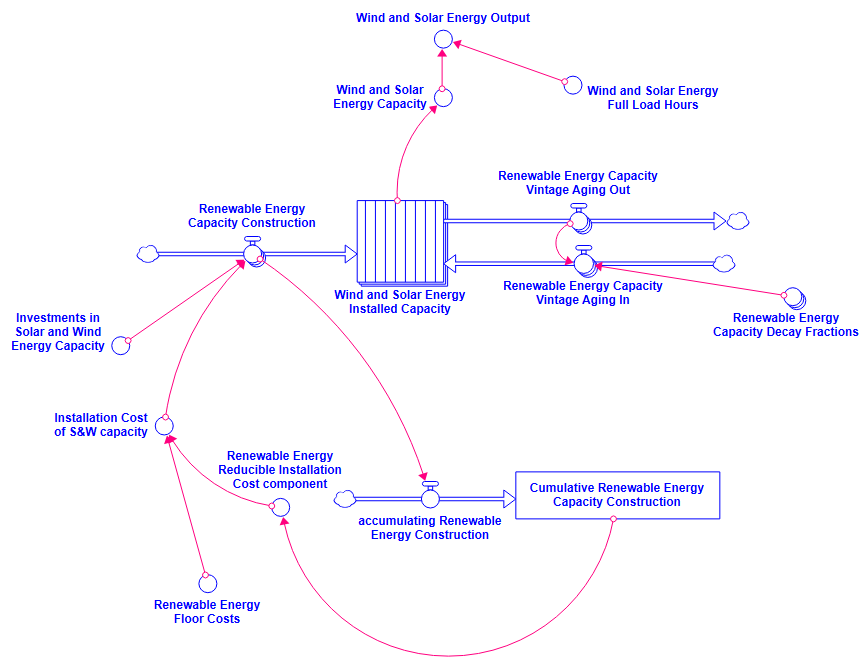 Wind and Solar Energy Output
Wind and Solar
Energy Capacity
Wind and Solar Energy
Full Load Hours
Renewable Energy Capacity
Vintage Aging Out
Renewable Energy
Capacity Construction
Wind and Solar Energy
Installed Capacity
Renewable Energy Capacity
Vintage Aging In
Renewable Energy
Capacity Decay Fractions
Investments in
Solar and Wind
Energy Capacity
Installation Cost
of S&W capacity
Renewable Energy
Reducible Installation
Cost component
accumulating Renewable
Energy Construction
Cumulative Renewable Energy
Capacity Construction
Renewable Energy
Floor Costs